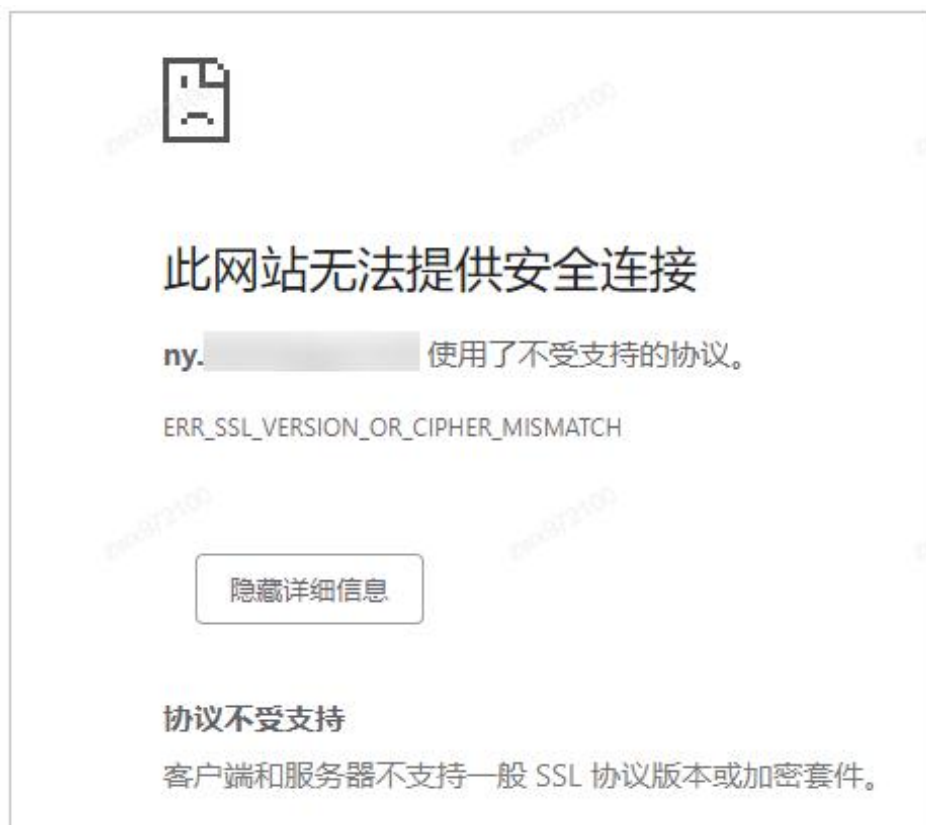 此网站无法提供安全连接
ny. 使用了不受支持的协议。
ERR_SSL_VERSION_OR_CIPHER_MISMATCH
隐藏详细信息
协议不受支持
客户端和服务器不支持一般 SSL 协议版本或加密套件。